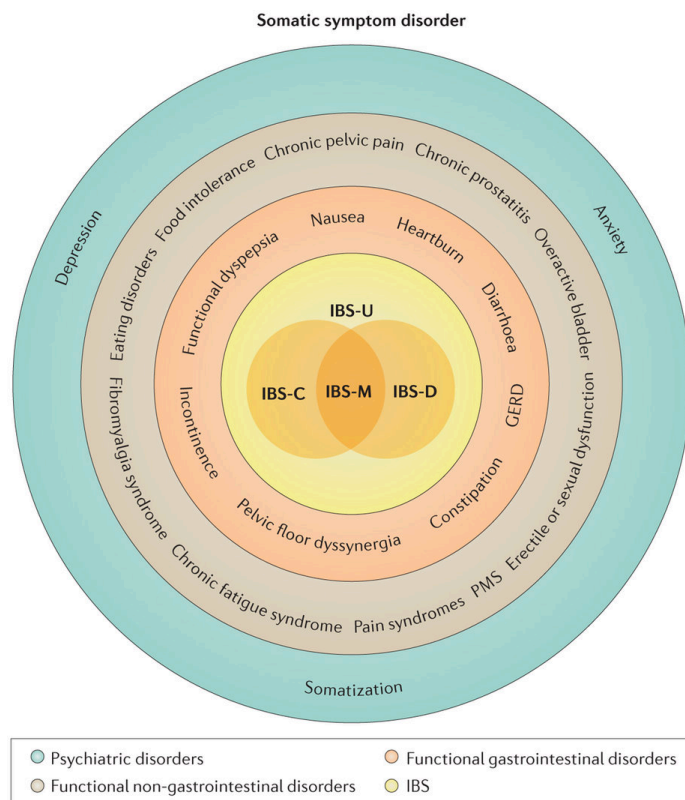 Somatic symptom disorder
Chronic pelvic pain
Chronic prostatitis
Food intolerance
Anxiety
Depression
Overactive bladder
Nausea
Heartburn
Functional dyspepsia
Eating disorders
Diarrhoea
IBS-U
IBS-C
IBS-M
IBS-D
GERD
Incontinence
Fibromyalgia syndrome
Erectile or sexual dysfunction
Constipation
Pelvic floor dyssynergia
Chronic fatigue syndrome
PMS
Pain syndromes
Somatization
Psychiatric disorders
Functional gastrointestinal disorders
Functional non-gastrointestinal disorders
IBS